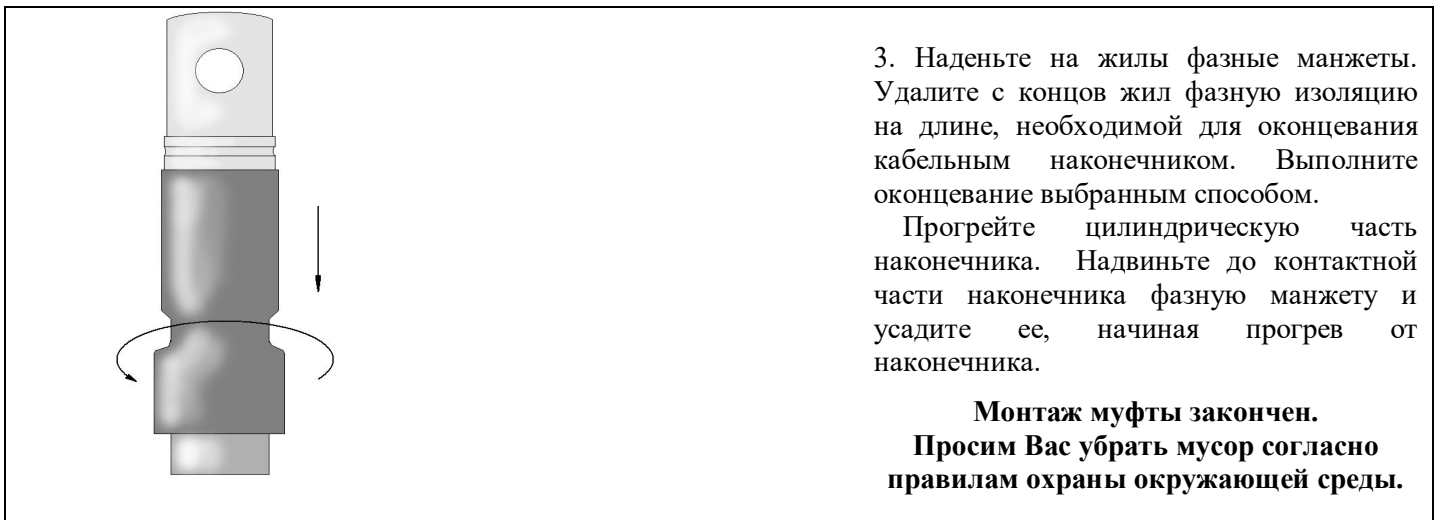 3. Наденьте на жилы фазные манжеты.
Удалите с концов жил фазную изоляцию
на длине, необходимой для оконцевания
кабельным наконечником. Выполните
оконцевание выбранным способом.
Прогрейте цилиндрическую часть
наконечника. Надвиньте до контактной
части наконечника фазную манжету и
усадите ее, начиная прогрев от
наконечника.
Монтаж муфты закончен.
Просим Вас убрать мусор согласно
правилам охраны окружающей среды.